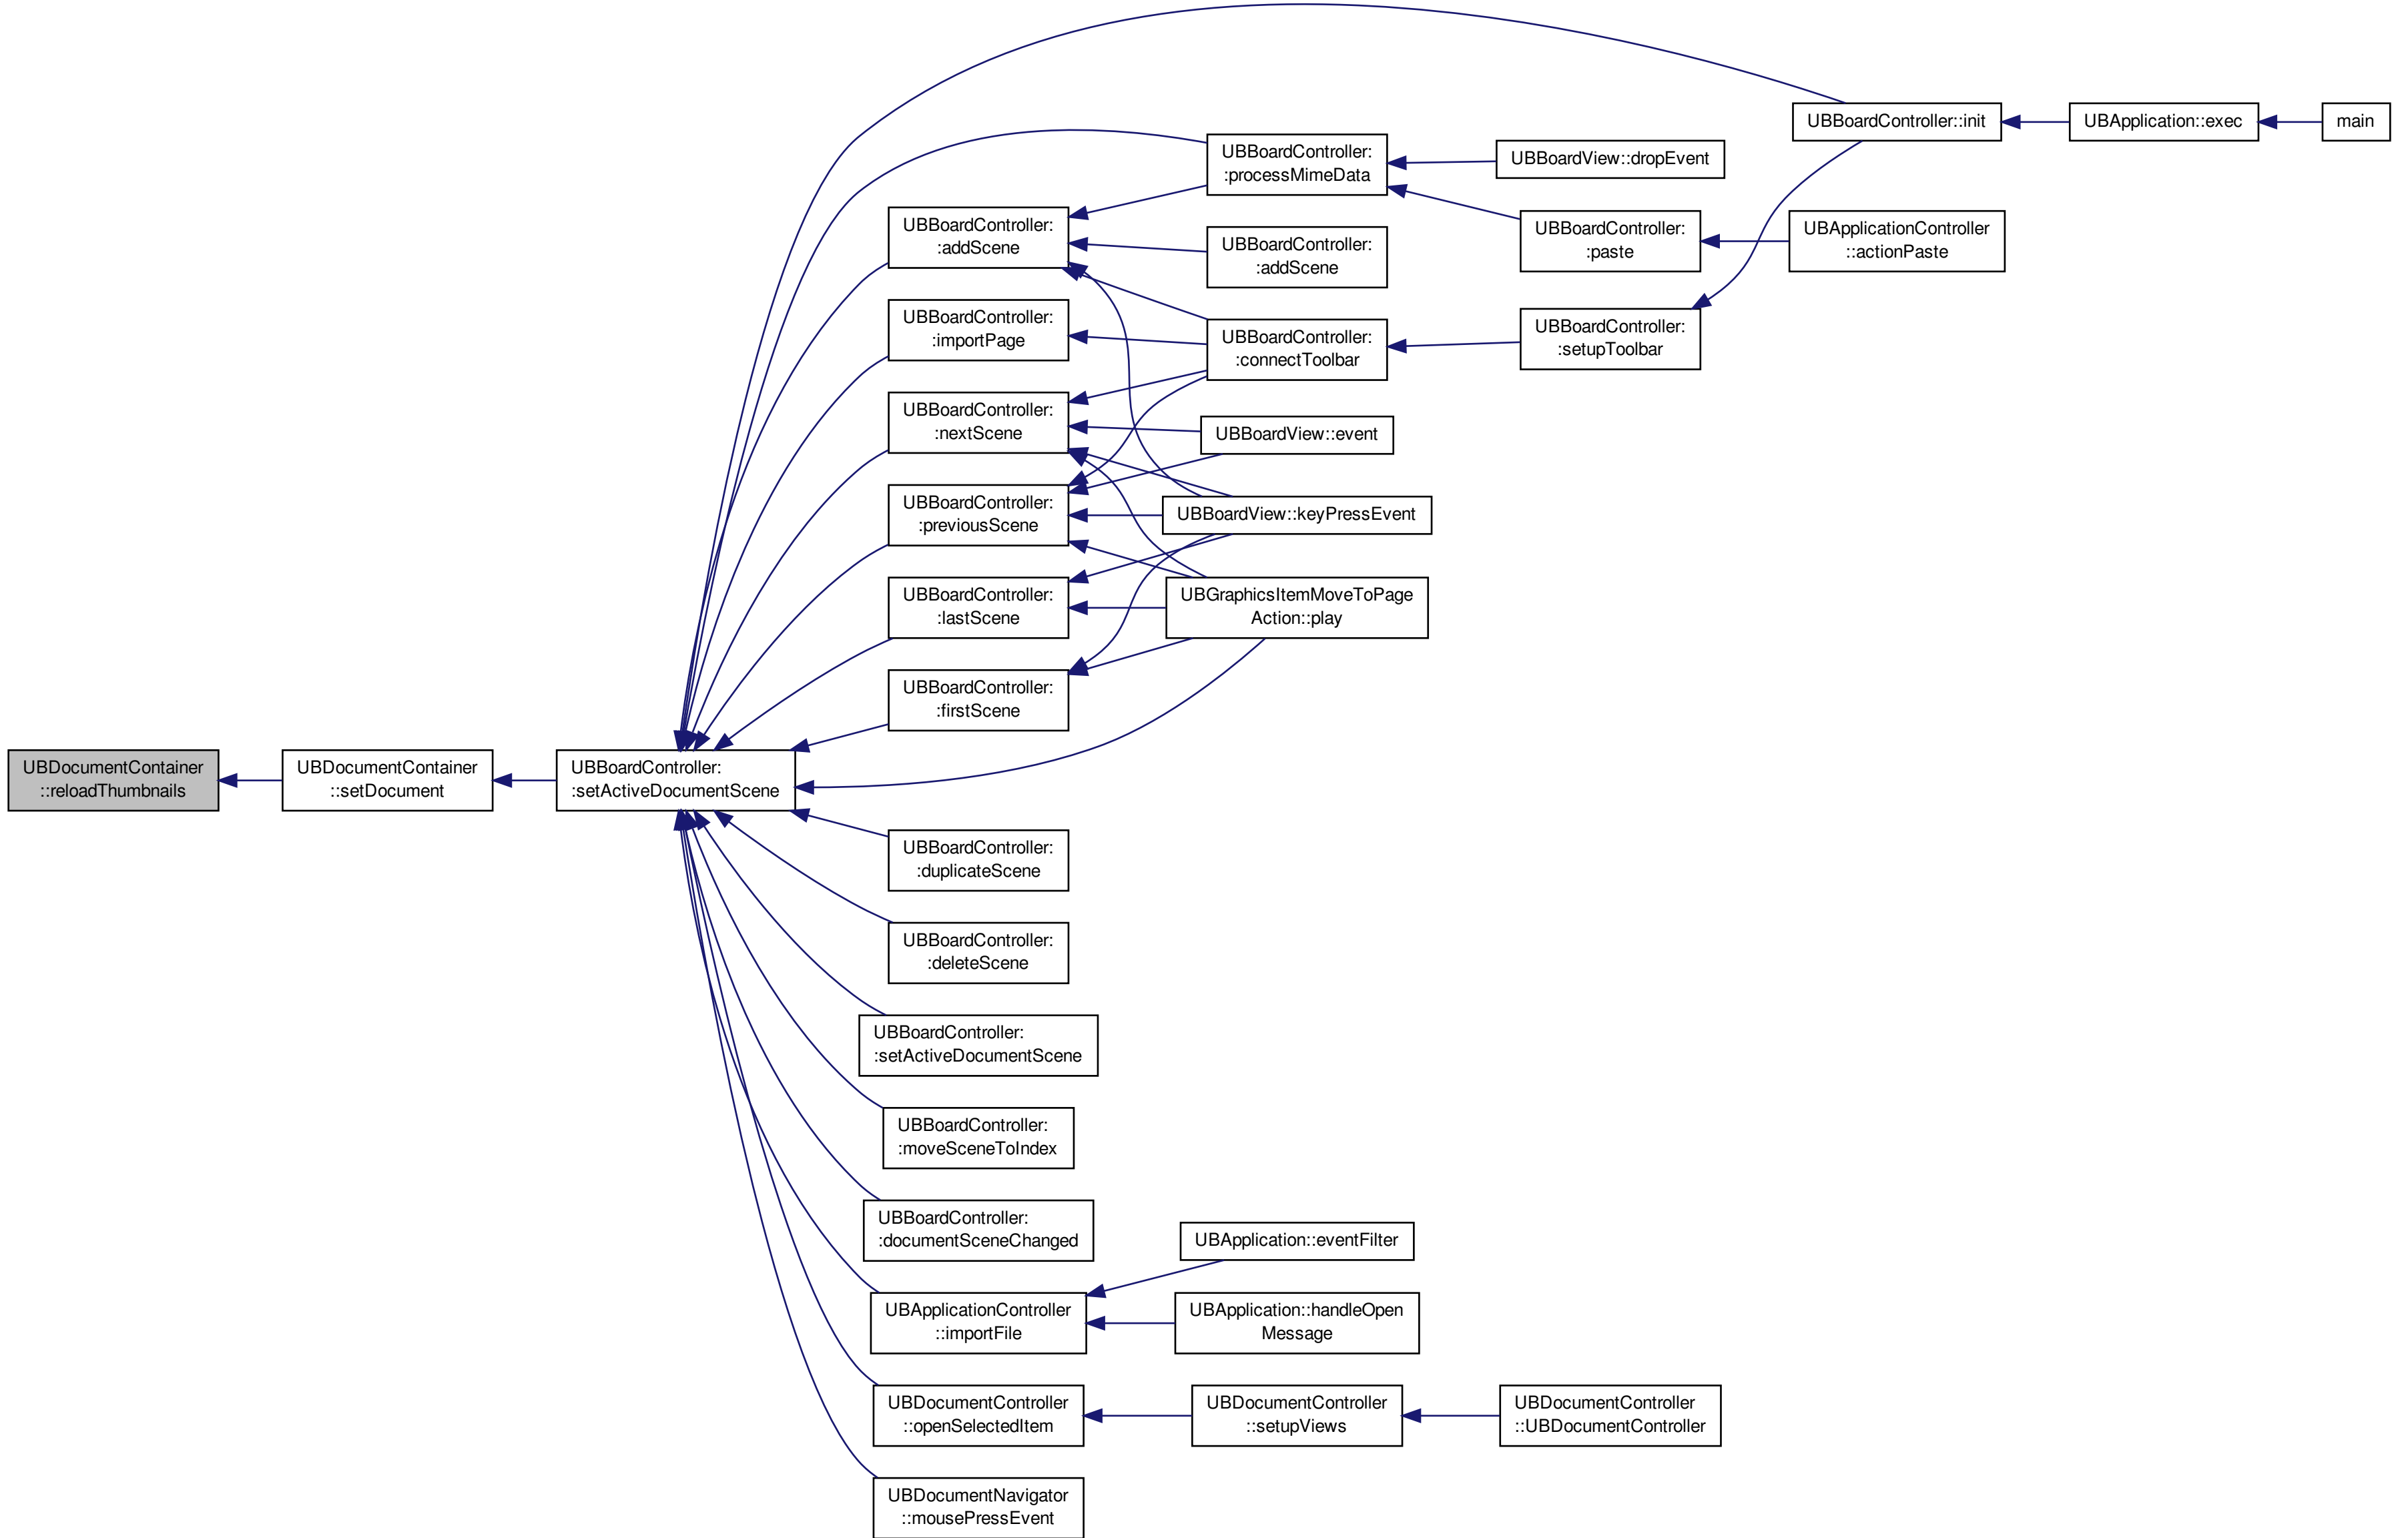 UBBoardController::init
UBApplication::exec
main
UBBoardController:
:processMimeData
UBBoardView::dropEvent
UBBoardController:
:addScene
UBBoardController:
:addScene
UBBoardController:
:paste
UBApplicationController
::actionPaste
UBBoardController:
:importPage
UBBoardController:
:connectToolbar
UBBoardController:
:setupToolbar
UBBoardController:
:nextScene
UBBoardView::event
UBBoardController:
:previousScene
UBBoardView::keyPressEvent
UBBoardController:
:lastScene
UBGraphicsItemMoveToPage
Action::play
UBBoardController:
:firstScene
UBDocumentContainer
::reloadThumbnails
UBDocumentContainer
::setDocument
UBBoardController:
:setActiveDocumentScene
UBBoardController:
:duplicateScene
UBBoardController:
:deleteScene
UBBoardController:
:setActiveDocumentScene
UBBoardController:
:moveSceneToIndex
UBBoardController:
:documentSceneChanged
UBApplication::eventFilter
UBApplicationController
::importFile
UBApplication::handleOpen
Message
UBDocumentController
::openSelectedItem
UBDocumentController
::setupViews
UBDocumentController
::UBDocumentController
UBDocumentNavigator
::mousePressEvent